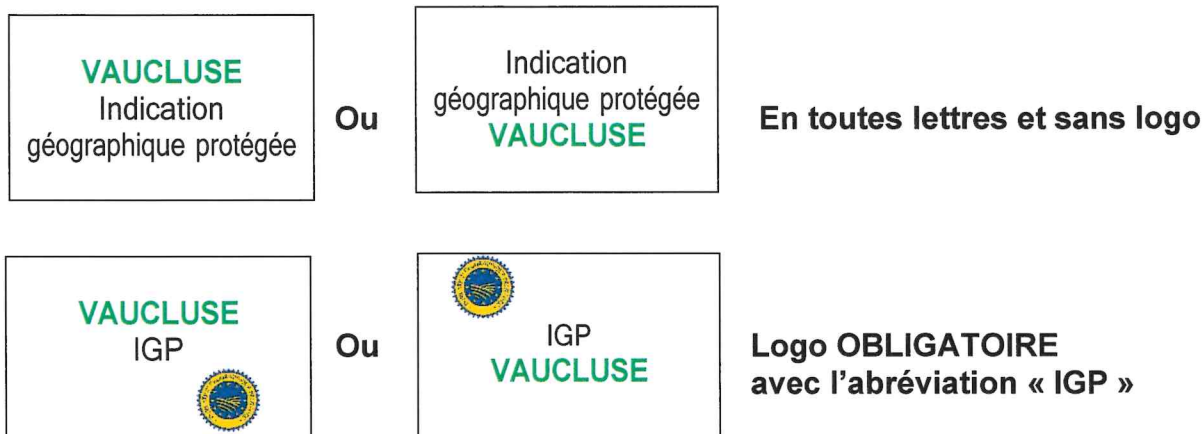 VAUCLUSE
Indication
géographique protégée
Ou
Indication
géographique protégée
VAUCLUSE
En toutes lettres et sans logo
VAUCLUSE
IGP
Ou
IGP
VAUCLUSE
Logo OBLIGATOIRE
avec l'abréviation « IGP »